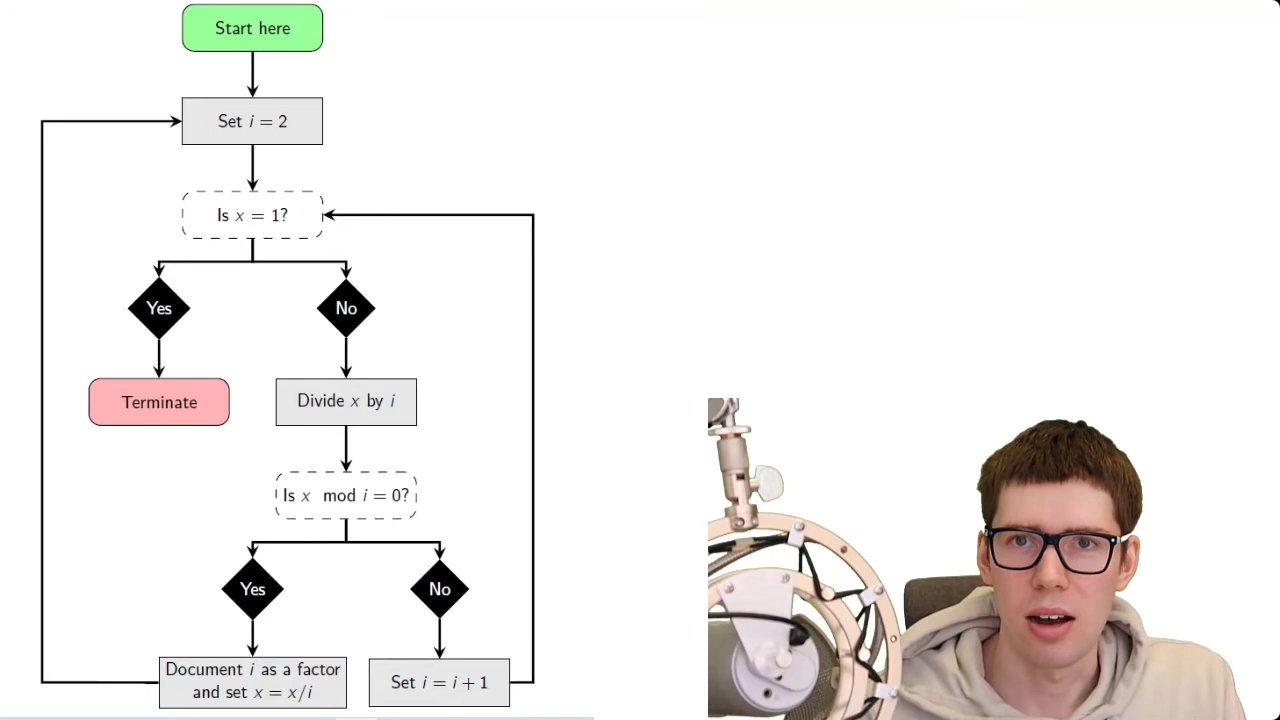 Start here
Set i = 2
Is x = 1?
Yes
No
Terminate
Divide x by i
Is x mod i = 0?
Yes
No
Document i as a factor
and set x = x/i
Set i = i + 1